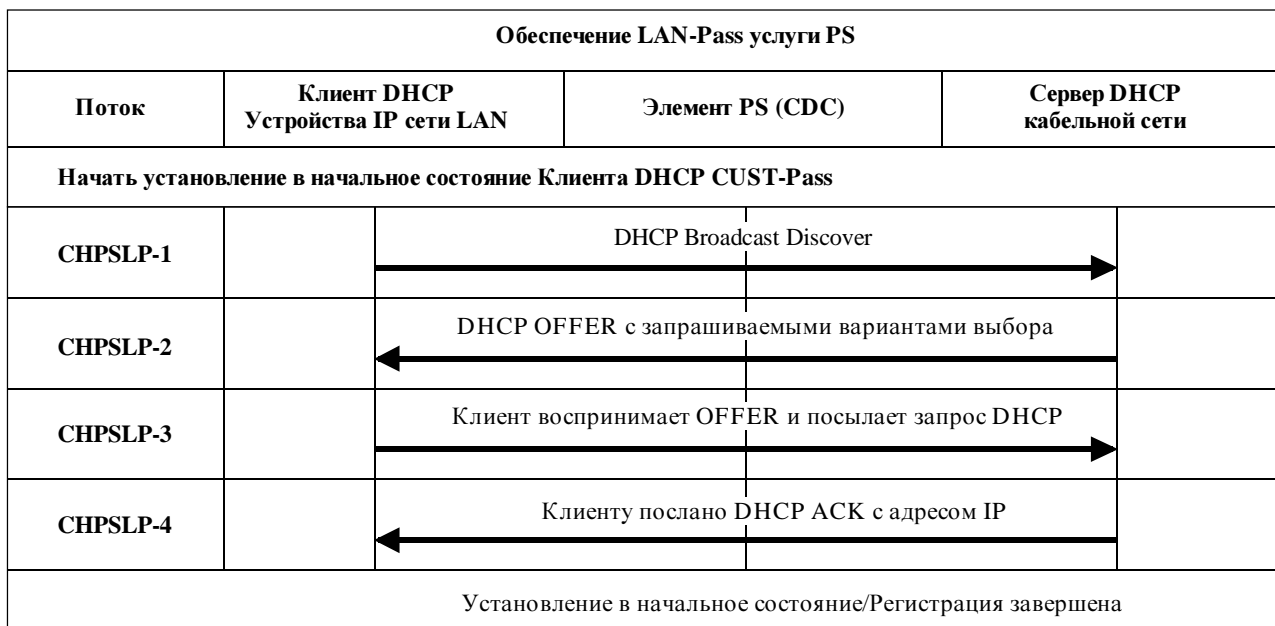 Обеспечение LAN-Pass услуги PS
Поток
Клиент DHCP
Устройства IP сети LAN
Элемент PS (CDC)
Сервер DHCP
кабельной сети
Начать установление в начальное состояние Клиента DHCP CUST-Pass
CHPSLP-1
DHCP Broadcast Discover
CHPSLP-2
DHCP OFFER с запрашиваемыми вариантами выбора
CHPSLP-3
Клиент воспринимает OFFER и посылает запрос DHCP
CHPSLP-4
Клиенту послано DHCP ACK с адресом IP
Установление в начальное состояние/Регистрация завершена